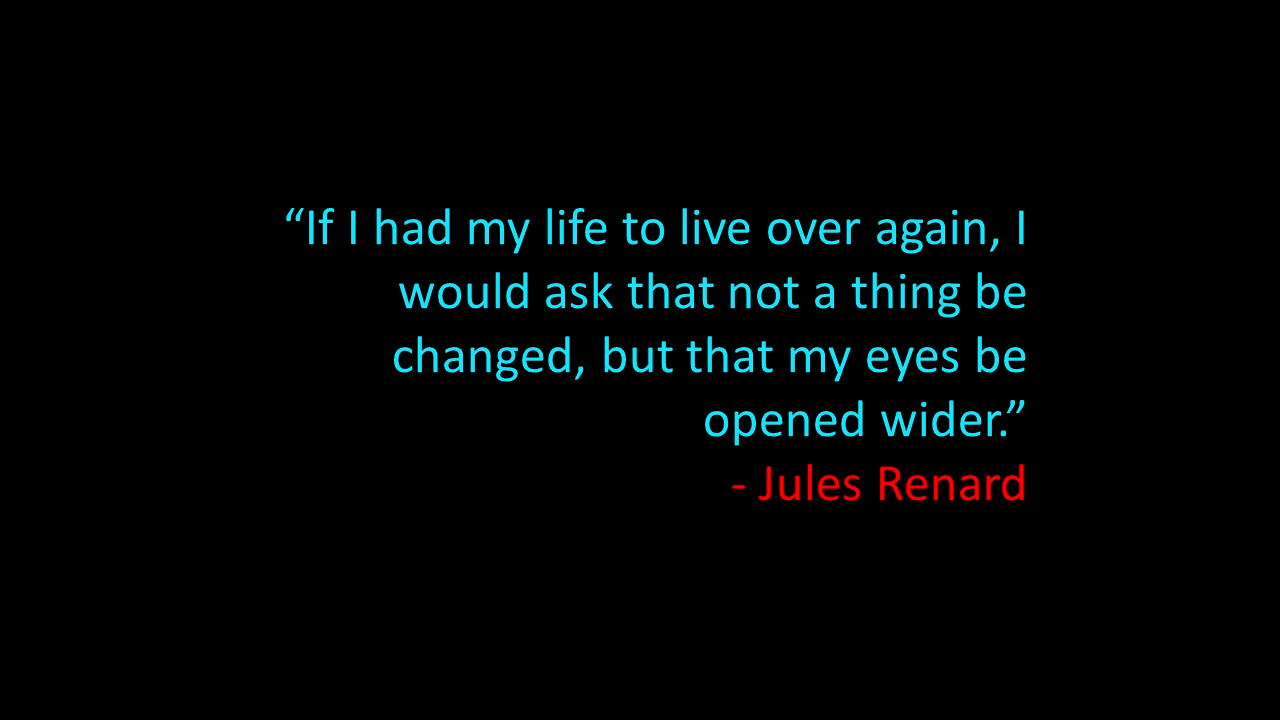 “If I had my life to live over again, I
would ask that not a thing be
changed, but that my eyes be
opened wider.”
- Jules Renard